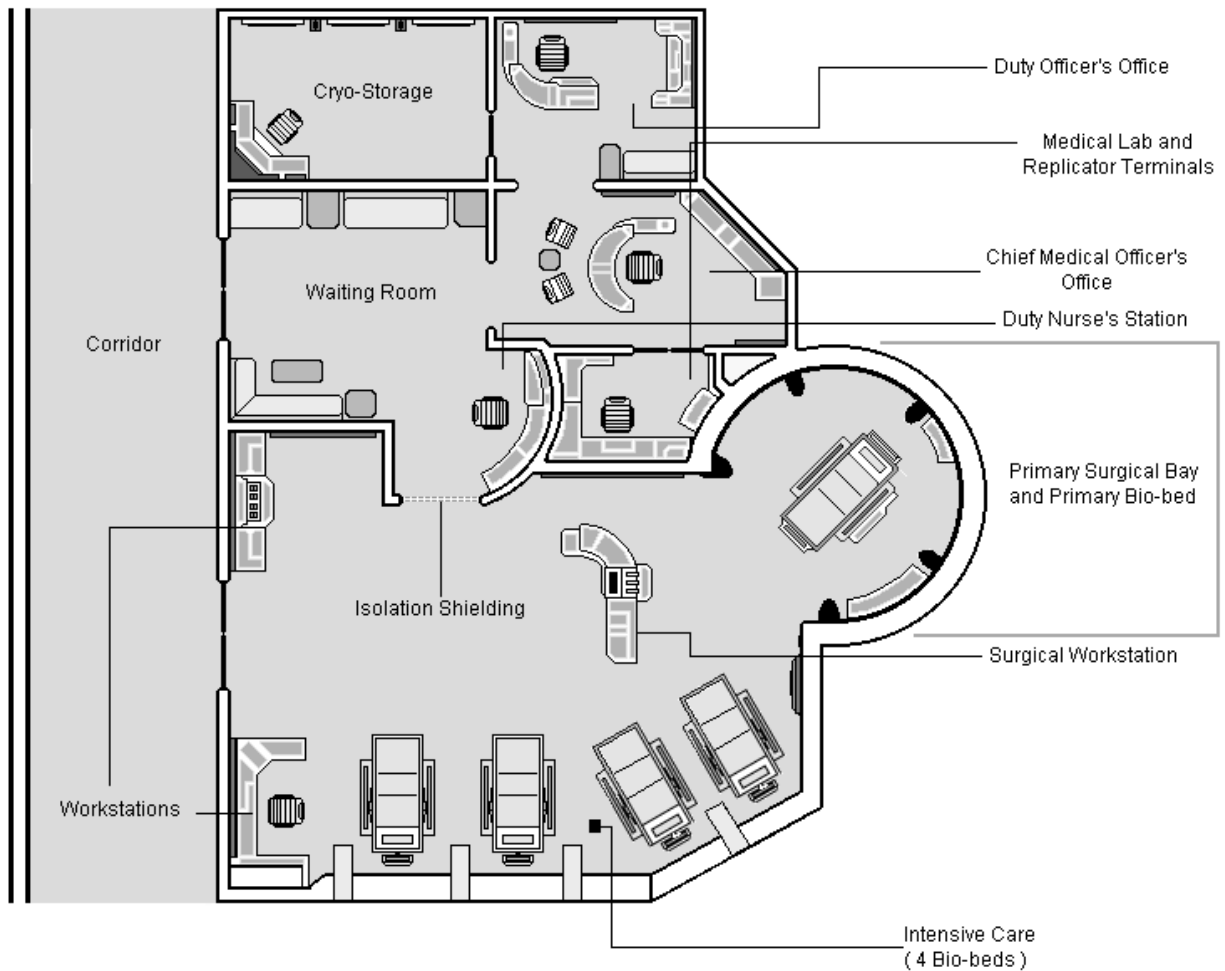 Duty Officer's Office
Cryo-Storage
Medical Lab and
Replicator Terminals
Chief Medical Officer's
Office
Waiting Room
Duty Nurse's Station
Corridor
Primary Surgical Bay
and Primary Bio-bed
Isolation Shielding
Surgical Workstation
Workstations
Intensive Care
( 4 Bio-beds )